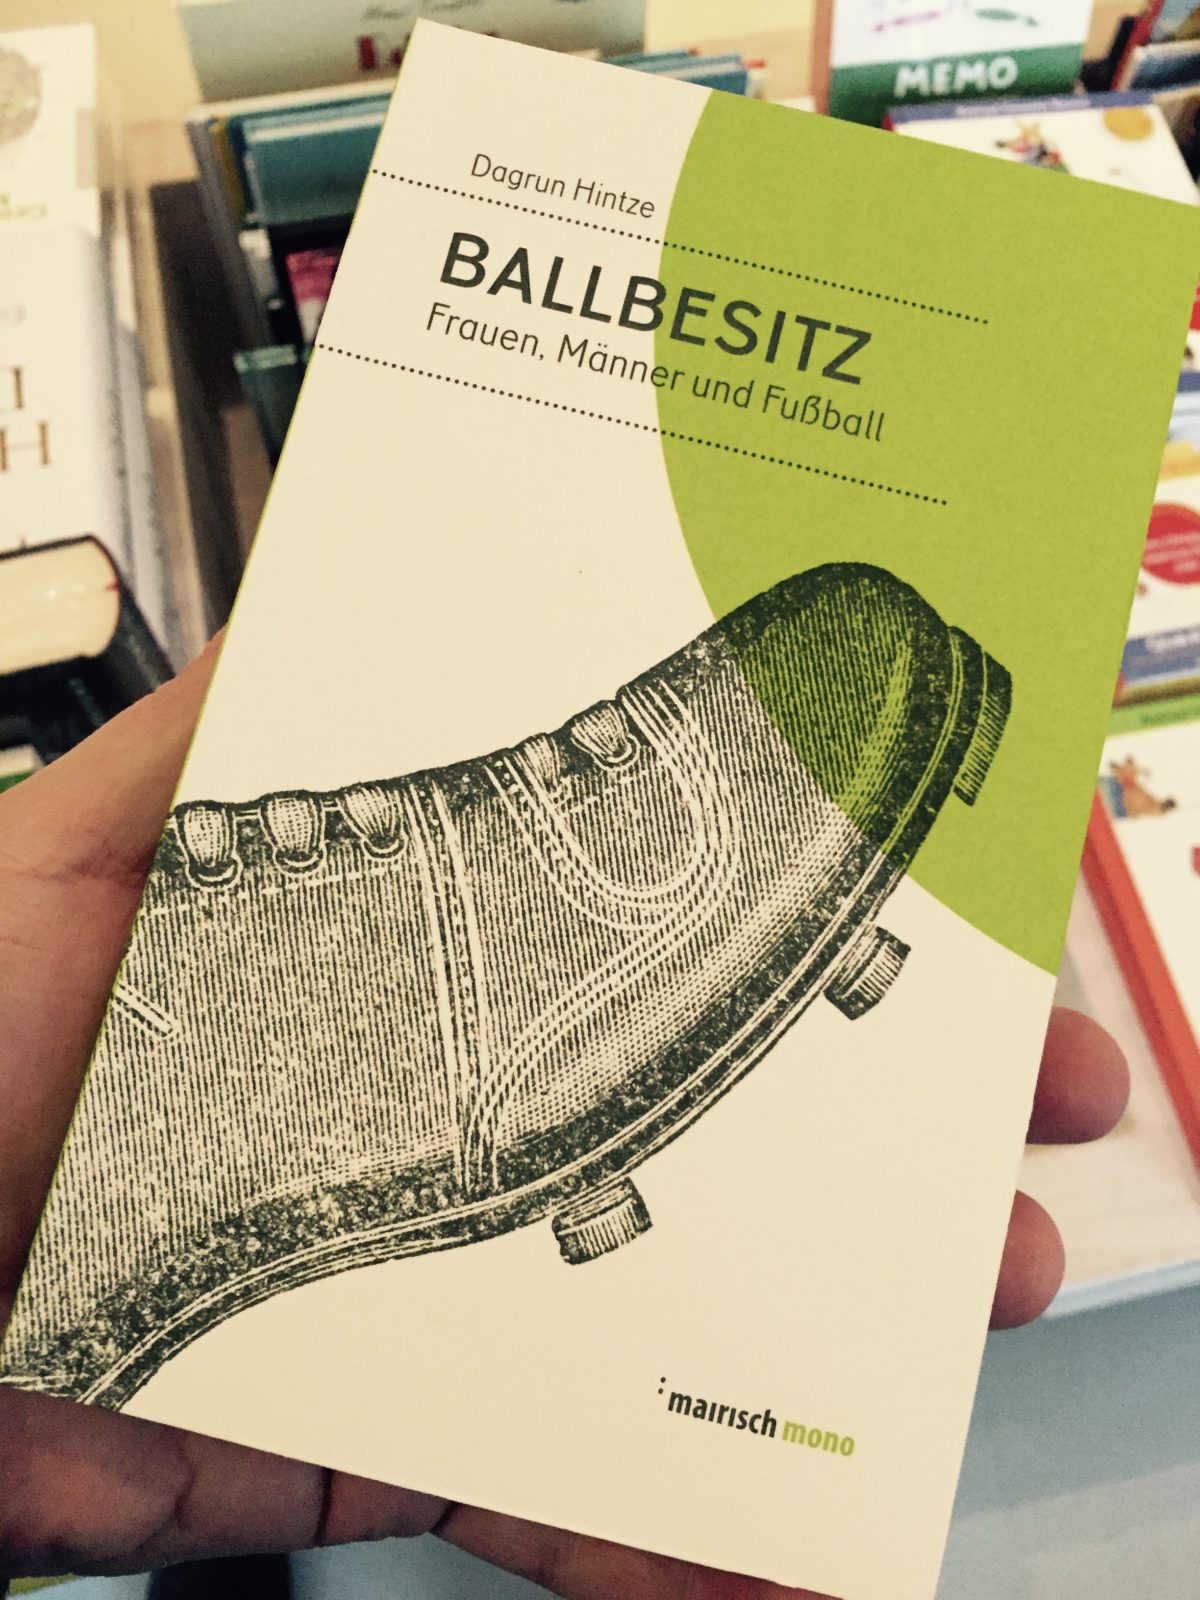 MEMO
Dagrun Hintze
BALLBESITZ
Frauen, Männer und Fußball
mairisch mono